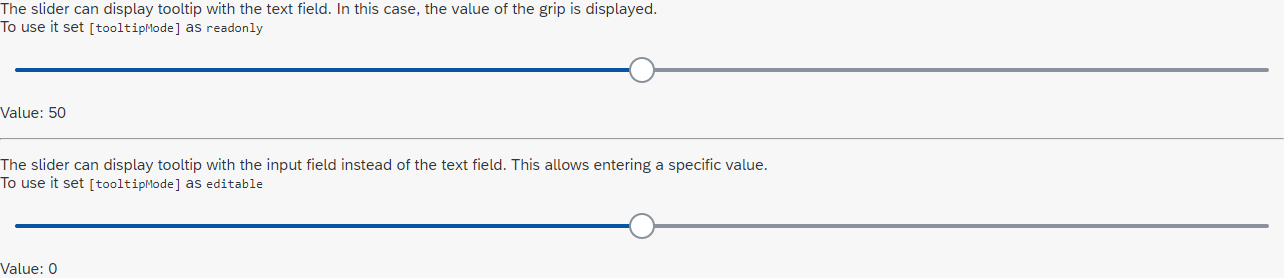 The slider can display tooltip with the text field. In this case, the value of the grip is displayed.
To use it set [tooltipMode] as readonly
Value: 50
The slider can display tooltip with the input field instead of the text field. This allows entering a specific value.
To use it set [tooltipMode] as editable
Value: 0